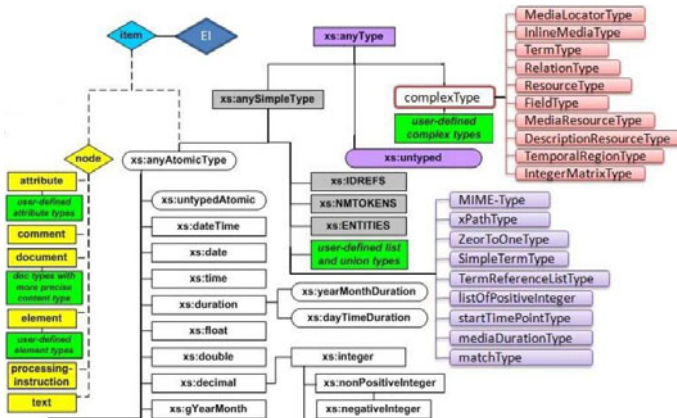 item
EI
xs:anyType
xs:anySimpleType
complexType
user-defined
complex types
xs:untyped
MediaLocatorType
InlineMediaType
TermType
RelationType
ResourceType
FieldType
MediaResourceType
DescriptionResourceType
TemporalRegionType
IntegerMatrixType
node
attribute
user-defined
attribute types
comment
document
doc types with
more precise
content type
element
user-defined
element types
processing-
instruction
text
xs:anyAtomicType
xs:untypedAtomic
xs:dateTime
xs:date
xs:time
xs:duration
xs:float
xs:double
xs:decimal
xs:gYearMonth
xs:IDREFS
xs:NMTOKENS
xs:ENTITIES
user-defined list
and union types
xs:yearMonthDuration
xs:dayTimeDuration
xs:integer
xs:nonPositiveInteger
xs:negativeInteger
MIME-Type
xPathType
ZeorToOneType
SimpleTermType
TermReferenceListType
listOfPositiveInteger
startTimePointType
mediaDurationType
matchType